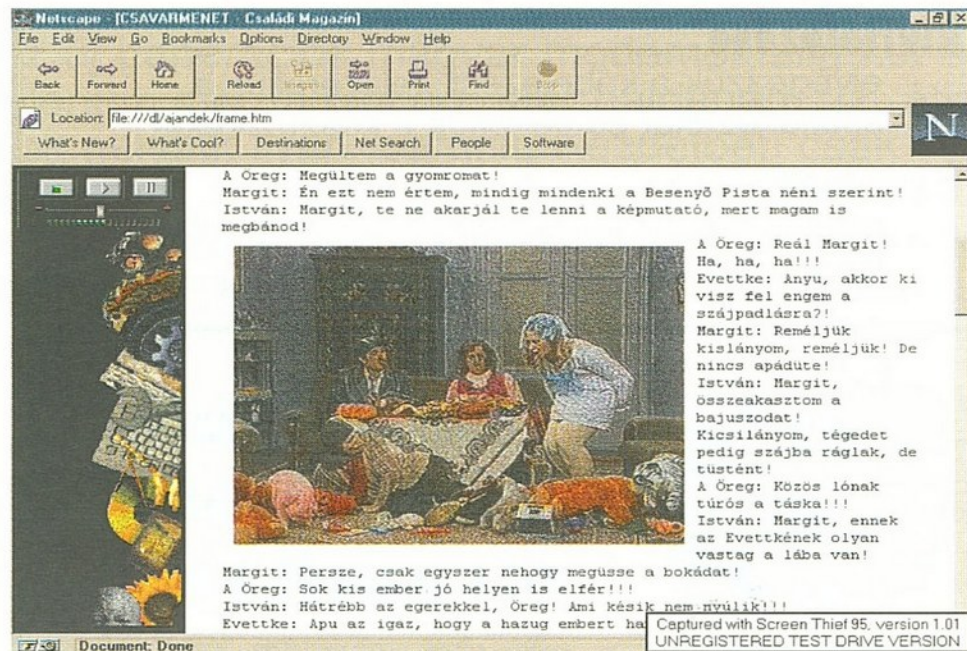 Netscape - [CSAVARMENET - Családi Magazin]
File Edit View Go Bookmarks Options Directory Window Help
Back Forward Home Reload Images Open Print Find Stop
Location: file:///d|/ajandek/frame.htm
What's New? What's Cool? Destinations Net Search People Software
A Öreg: Megültem a gyomromat!
Margit: Én ezt nem értem, mindig mindenki a Besenyő Pista néni szerint!
István: Margit, te ne akarjál te lenni a képmutató, mert magam is
megbánod!
A Öreg: Reál Margit!
Ha, ha, ha!!!
Evettke: Anyu, akkor ki
visz fel engem a
szájpadlásra?!
Margit: Reméljük
kislányom, reméljük! De
nincs apádüte!
István: Margit,
összeakasztom a
bajuszodat!
Kicsilányom, tégedet
pedig szájba ráglak, de
tüstént!
A Öreg: Közös lónak
túrós a táska!!!
István: Margit, ennek
az Evettkének olyan
vastag a lába van!
Margit: Persze, csak egyszer nehogy megüsse a bokádat!
A Öreg: Sok kis ember jó helyen is elfér!!!
István: Hátrébb az egerekkel, Öreg! Ami késik nem nyúlik!!!
Evettke: Apu az igaz, hogy a hazug embert ha
Captured with Screen Thief 95, version 1.01
UNREGISTERED TEST DRIVE VERSION
Document: Done